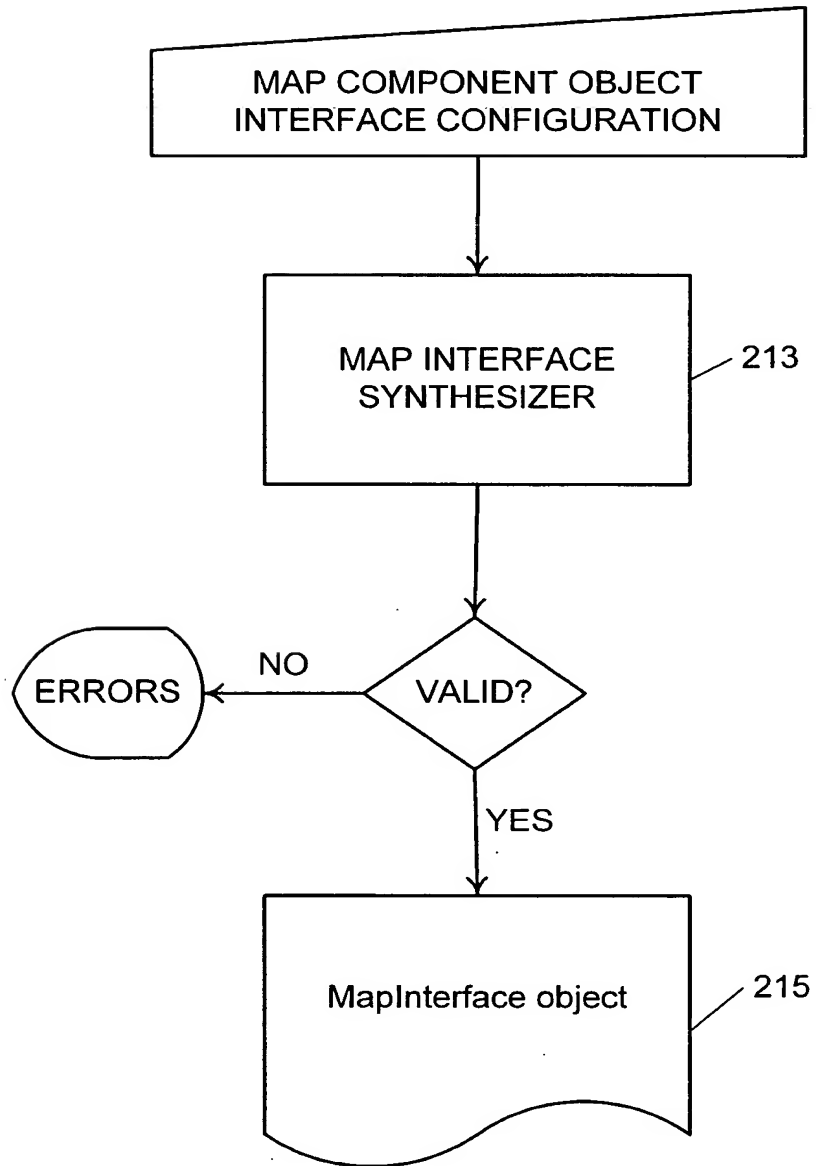 MAP COMPONENT OBJECT
INTERFACE CONFIGURATION
MAP INTERFACE
SYNTHESIZER
213
VALID?
NO
ERRORS
YES
MapInterface object
215